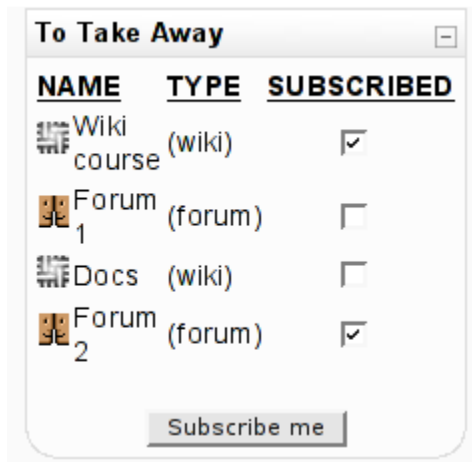 To Take Away
NAME TYPE SUBSCRIBED
Wiki
course (wiki)
Forum
1 (forum)
Docs (wiki)
Forum
2 (forum)
Subscribe me